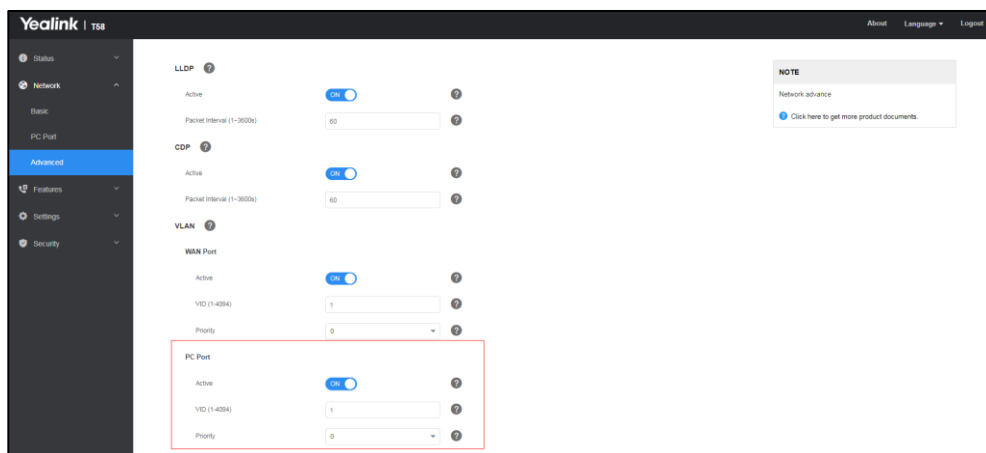 Yealink | T58
About Language Logout
Status
Network
Basic
PC Port
Advanced
Features
Settings
Security
LLDP ?
Active ON ?
Packet Interval (1~3600s) 60 ?
CDP ?
Active ON ?
Packet Interval (1~3600s) 60 ?
VLAN ?
WAN Port
Active ON ?
VID (1-4094) 1 ?
Priority 0 ?
PC Port
Active ON ?
VID (1-4094) 1 ?
Priority 0 ?
NOTE
Network advance
? Click here to get more product documents.